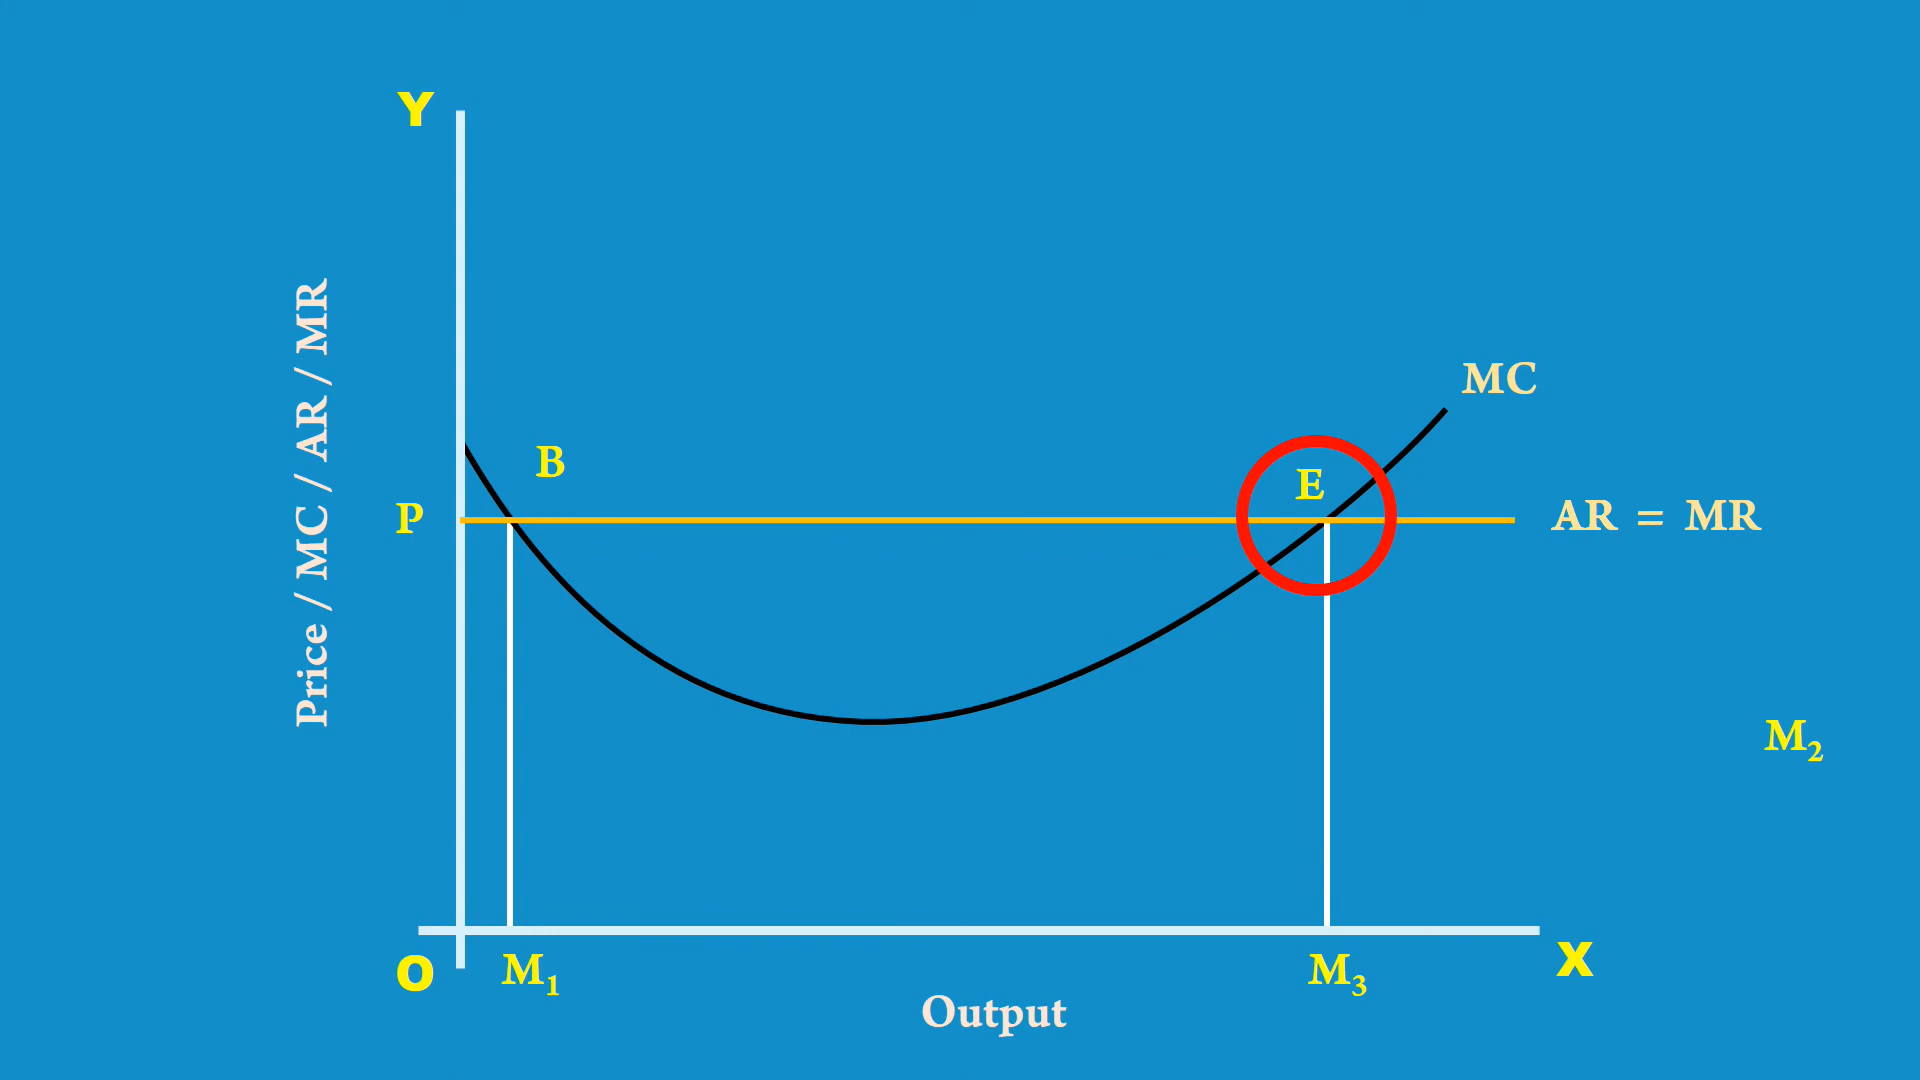 Y
Price / MC / AR / MR
MC
B
E
P
AR = MR
M₂
O
M₁
M₃
X
Output